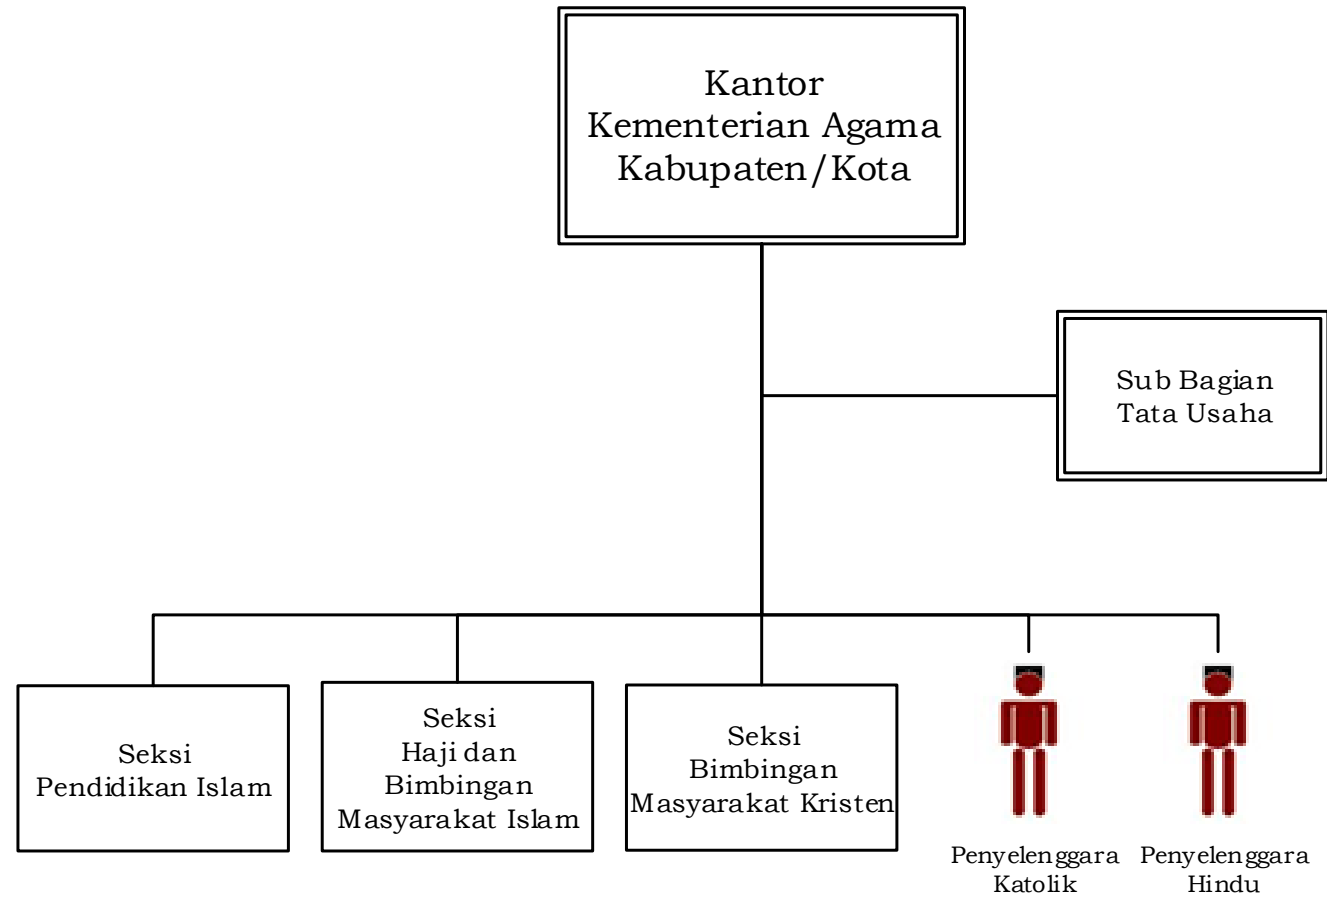 Kantor
Kementerian Agama
Kabupaten/Kota
Sub Bagian
Tata Usaha
Seksi
Pendidikan Islam
Seksi
Haji dan
Bimbingan
Masyarakat Islam
Seksi
Bimbingan
Masyarakat Kristen
Penyelenggara
Katolik
Penyelenggara
Hindu